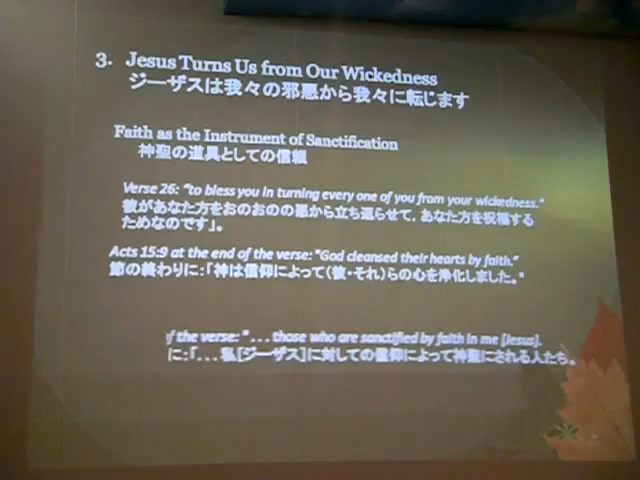 3. Jesus Turns Us from Our Wickedness
ジーザスは我々の邪悪から我々に転じます
Faith as the Instrument of Sanctification
神聖の道具としての信頼
Verse 26: "to bless you in turning every one of you from your wickedness."
彼があなた方をおのおのの悪から立ち返らせて，あなた方を祝福する
ためなのです」。
Acts 15:9 at the end of the verse: "God cleansed their hearts by faith."
節の終わりに：「神は信仰によって（彼・それ）らの心を浄化しました。"
of the verse: " . . . those who are sanctified by faith in me [Jesus].
に：「. . . 私［ジーザス］に対しての信仰によって神聖にされる人たち。